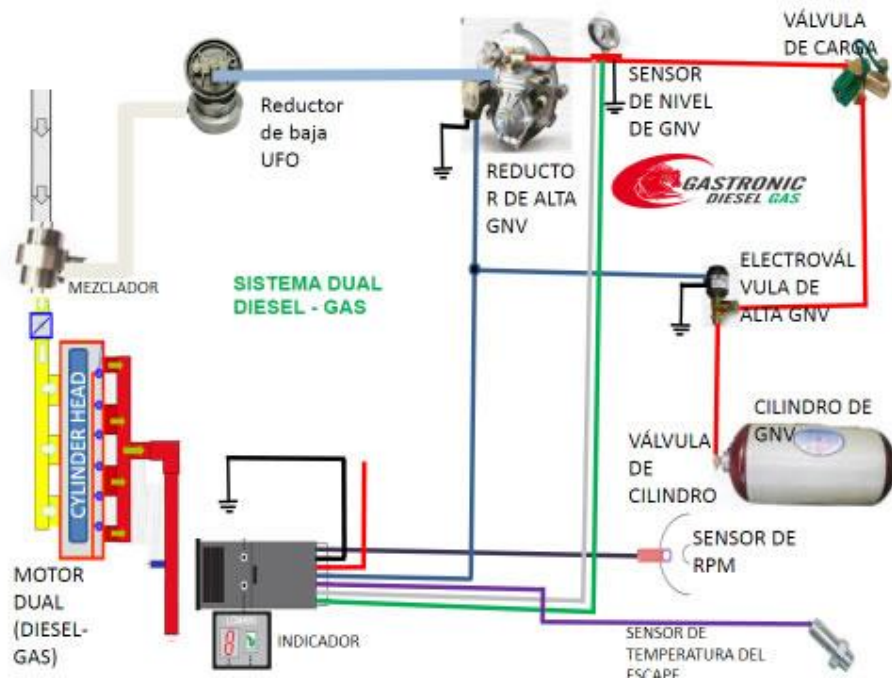 VÁLVULA
DE CARGA
Reductor
de baja
UFO
SENSOR
DE NIVEL
DE GNV
REDUCTO
R DE ALTA
GNV
GASTRONIC
DIESEL GAS
MEZCLADOR
SISTEMA DUAL
DIESEL - GAS
ELECTROVÁL
VULA DE
ALTA GNV
CYLINDER HEAD
CILINDRO DE
GNV
VÁLVULA
DE
CILINDRO
SENSOR DE
RPM
MOTOR
DUAL
(DIESEL-
GAS)
INDICADOR
SENSOR DE
TEMPERATURA DEL
ESCAPE